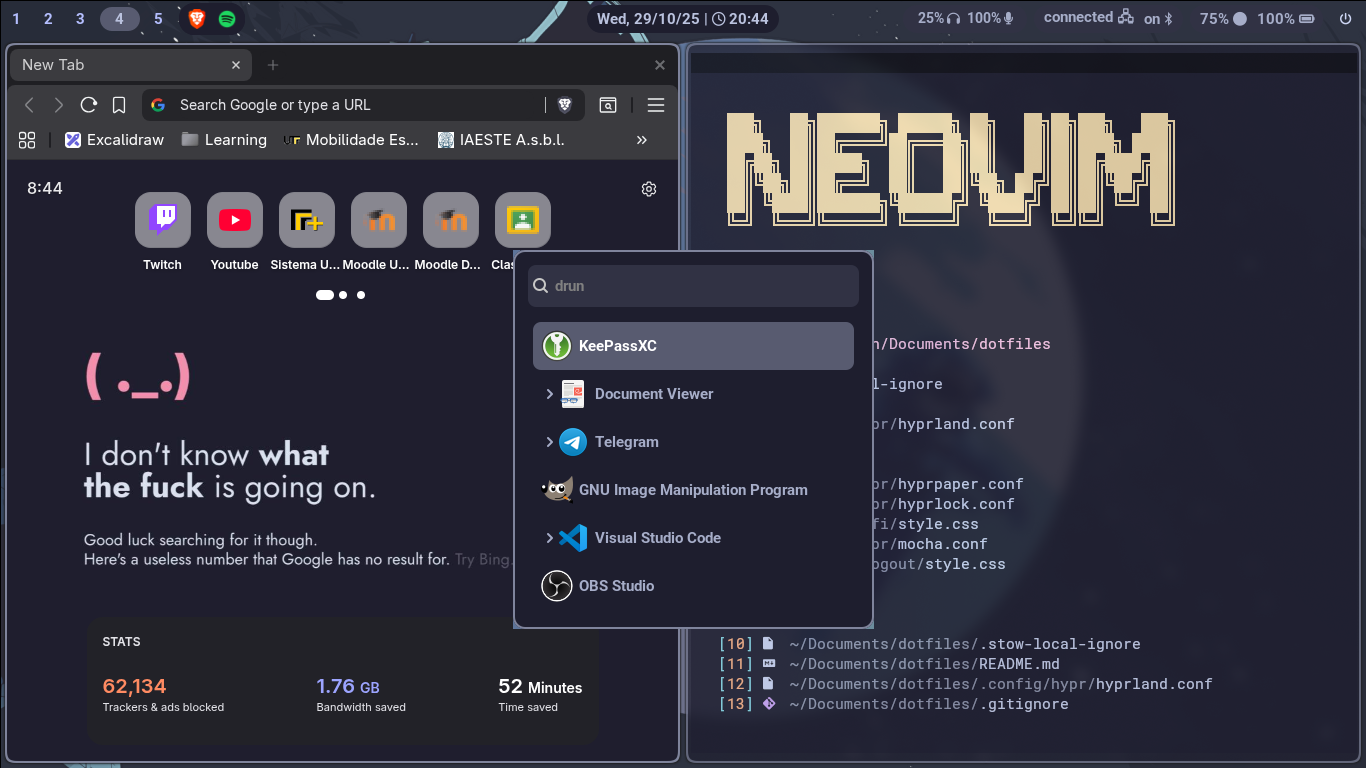 1 2 3 4 5
Wed, 29/10/25 | 20:44
25% 100% connected on 75% 100%
New Tab
Search Google or type a URL
Excalidraw Learning Mobilidade Es... IAESTE A.s.b.l. »
8:44
Twitch Youtube Sistema U... Moodle U... Moodle D... Clas
( ._.)
I don't know what
the fuck is going on.
Good luck searching for it though.
Here's a useless number that Google has no result for. Try Bing.
STATS
62,134 1.76 GB 52 Minutes
Trackers & ads blocked Bandwidth saved Time saved
drun
KeePassXC
Document Viewer
Telegram
GNU Image Manipulation Program
Visual Studio Code
OBS Studio
NEOVIM
/Documents/dotfiles
l-ignore
pr/hyprland.conf
pr/hyprpaper.conf
pr/hyprlock.conf
fi/style.css
pr/mocha.conf
ogout/style.css
[10] ~/Documents/dotfiles/.stow-local-ignore
[11] ~/Documents/dotfiles/README.md
[12] ~/Documents/dotfiles/.config/hypr/hyprland.conf
[13] ~/Documents/dotfiles/.gitignore